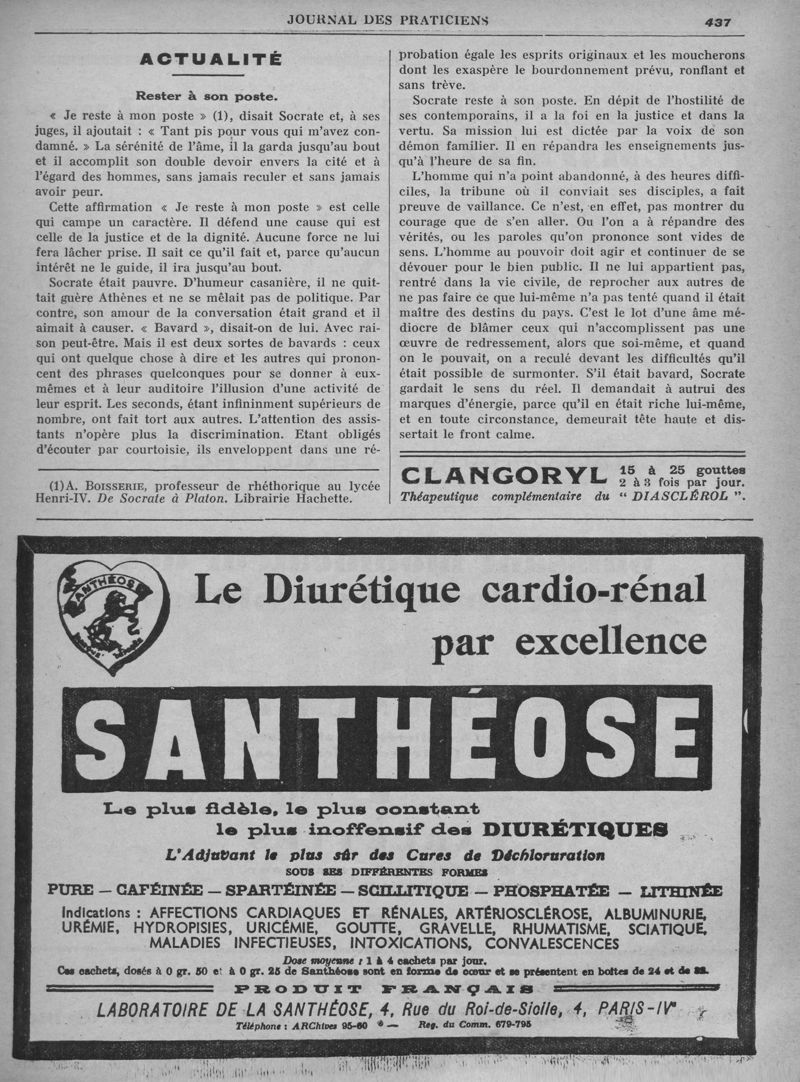 JOURNAL DES PRATICIENS
437
ACTUALITÉ
Rester à son poste.
« Je reste à mon poste » (1), disait Socrate et, à ses
juges, il ajoutait : « Tant pis pour vous qui m'avez con-
damné. » La sérénité de l'âme, il la garda jusqu'au bout
et il accomplit son double devoir envers la cité et à
l'égard des hommes, sans jamais reculer et sans jamais
avoir peur.
Cette affirmation « Je reste à mon poste » est celle
qui campe un caractère. Il défend une cause qui est
celle de la justice et de la dignité. Aucune force ne lui
fera lâcher prise. Il sait ce qu'il fait et, parce qu'aucun
intérêt ne le guide, il ira jusqu'au bout.
Socrate était pauvre. D'humeur casanière, il ne quit-
tait guère Athènes et ne se mêlait pas de politique. Par
contre, son amour de la conversation était grand et il
aimait à causer. « Bavard », disait-on de lui. Avec rai-
son peut-être. Mais il est deux sortes de bavards : ceux
qui ont quelque chose à dire et les autres qui pronon-
cent des phrases quelconques pour se donner à eux-
mêmes et à leur auditoire l'illusion d'une activité de
leur esprit. Les seconds, étant infininment supérieurs de
nombre, ont fait tort aux autres. L'attention des assis-
tants n'opère plus la discrimination. Etant obligés
d'écouter par courtoisie, ils enveloppent dans une ré-
(1) A. BOISSERIE, professeur de rhéthorique au lycée
Henri-IV. De Socrate à Platon. Librairie Hachette.
probation égale les esprits originaux et les moucherons
dont les exaspère le bourdonnement prévu, ronflant et
sans trêve.
Socrate reste à son poste. En dépit de l'hostilité de
ses contemporains, il a la foi en la justice et dans la
vertu. Sa mission lui est dictée par la voix de son
démon familier. Il en répandra les enseignements jus-
qu'à l'heure de sa fin.
L'homme qui n'a point abandonné, à des heures diffi-
ciles, la tribune où il conviait ses disciples, a fait
preuve de vaillance. Ce n'est, en effet, pas montrer du
courage que de s'en aller. Ou l'on a à répandre des
vérités, ou les paroles qu'on prononce sont vides de
sens. L'homme au pouvoir doit agir et continuer de se
dévouer pour le bien public. Il ne lui appartient pas,
rentré dans la vie civile, de reprocher aux autres de
ne pas faire ce que lui-même n'a pas tenté quand il était
maître des destins du pays. C'est le lot d'une âme mé-
diocre de blâmer ceux qui n'accomplissent pas une
œuvre de redressement, alors que soi-même, et quand
on le pouvait, on a reculé devant les difficultés qu'il
était possible de surmonter. S'il était bavard, Socrate
gardait le sens du réel. Il demandait à autrui des
marques d'énergie, parce qu'il en était riche lui-même,
et en toute circonstance, demeurait tête haute et dis-
sertait le front calme.
CLANGORYL 15 à 25 gouttes
2 à 3 fois par jour.
Thérapeutique complémentaire du “ DIASCLÉROL ”.
SANTHÉOSE
Le Diurétique cardio-rénal
par excellence
SANTHÉOSE
Le plus fidèle, le plus constant
le plus inoffensif des DIURÉTIQUES
L'Adjuvant le plus sûr des Cures de Déchloruration
SOUS SES DIFFÉRENTES FORMES
PURE — CAFÉINÉE — SPARTÉINÉE — SCILLITIQUE — PHOSPHATÉE — LITHINÉE
Indications : AFFECTIONS CARDIAQUES ET RÉNALES, ARTÉRIOSCLÉROSE, ALBUMINURIE,
URÉMIE, HYDROPISIES, URICÉMIE, GOUTTE, GRAVELLE, RHUMATISME, SCIATIQUE,
MALADIES INFECTIEUSES, INTOXICATIONS, CONVALESCENCES
Dose moyenne : 1 à 4 cachets par jour.
Ces cachets, dosés à 0 gr. 50 et à 0 gr. 25 de Santhéose sont en forme de cœur et se présentent en boîtes de 24 et de
PRODUIT FRANÇAIS
LABORATOIRE DE LA SANTHÉOSE, 4, Rue du Roi-de-Sicile, 4, PARIS-IVe
Téléphone : ARChives 95-60 — Reg. du Comm. 679-795